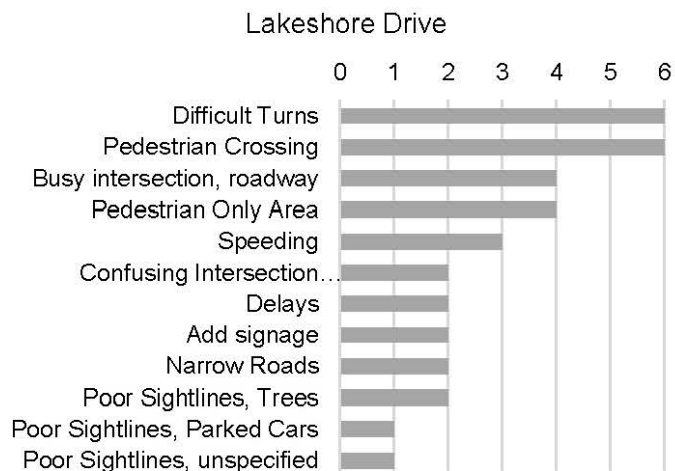 Lakeshore Drive
0 1 2 3 4 5 6
Difficult Turns
Pedestrian Crossing
Busy intersection, roadway
Pedestrian Only Area
Speeding
Confusing Intersection…
Delays
Add signage
Narrow Roads
Poor Sightlines, Trees
Poor Sightlines, Parked Cars
Poor Sightlines, unspecified